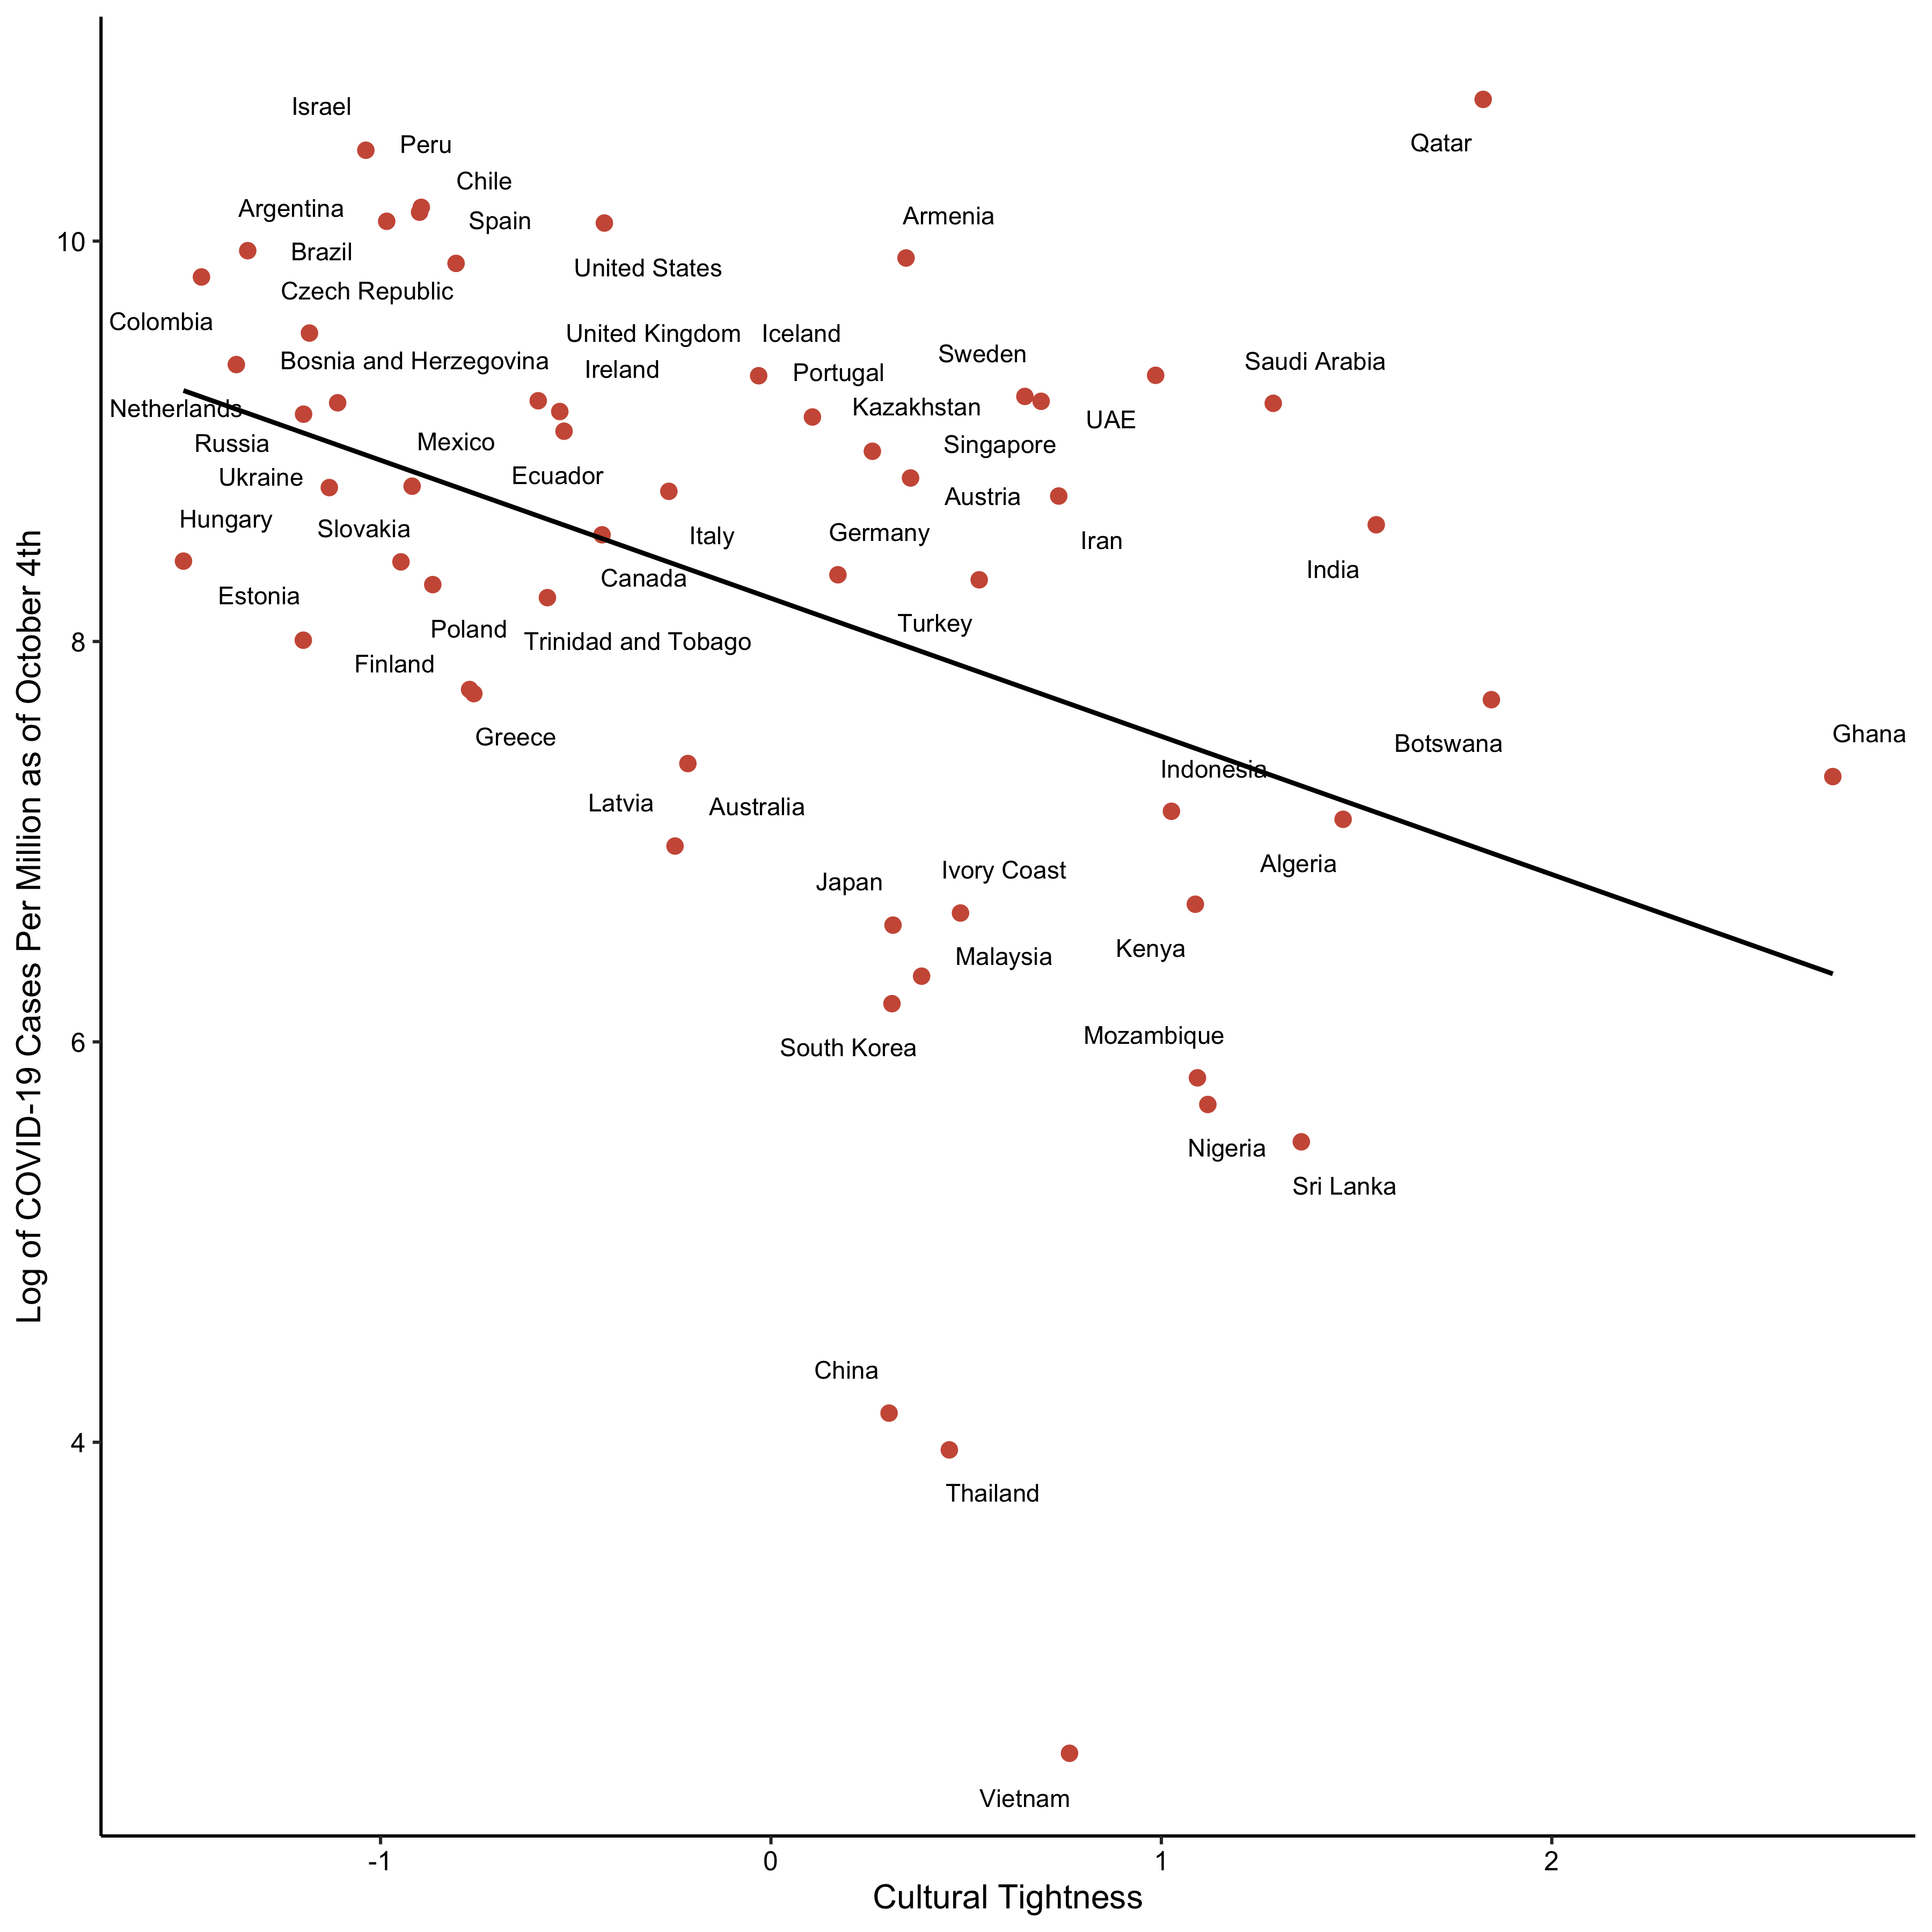 Israel
Peru
Qatar
Chile
Argentina
Armenia
Spain
10
Brazil
United States
Czech Republic
Colombia
United Kingdom
Iceland
Sweden
Bosnia and Herzegovina
Saudi Arabia
Ireland
Portugal
Netherlands
Kazakhstan
UAE
Russia
Mexico
Singapore
Ukraine
Ecuador
Austria
Hungary
Slovakia
Italy
Germany
Iran
India
Canada
Estonia
Turkey
Poland
8
Trinidad and Tobago
Finland
Greece
Ghana
Botswana
Indonesia
Latvia
Australia
Algeria
Ivory Coast
Japan
Kenya
Malaysia
Mozambique
6
South Korea
Nigeria
Sri Lanka
China
4
Thailand
Vietnam
-1
0
1
2
Cultural Tightness
Log of COVID-19 Cases Per Million as of October 4th